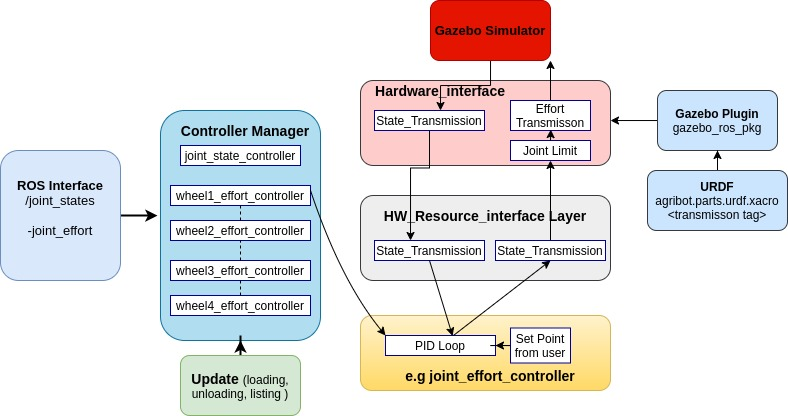 Gazebo Simulator
Hardware_interface
State_Transmission
Effort
Transmisson
Joint Limit
Gazebo Plugin
gazebo_ros_pkg
URDF
agribot.parts.urdf.xacro
<transmisson tag>
Controller Manager
joint_state_controller
wheel1_effort_controller
wheel2_effort_controller
wheel3_effort_controller
wheel4_effort_controller
ROS Interface
/joint_states
-joint_effort
HW_Resource_interface Layer
State_Transmission
State_Transmission
PID Loop
Set Point
from user
e.g joint_effort_controller
Update (loading,
unloading, listing )